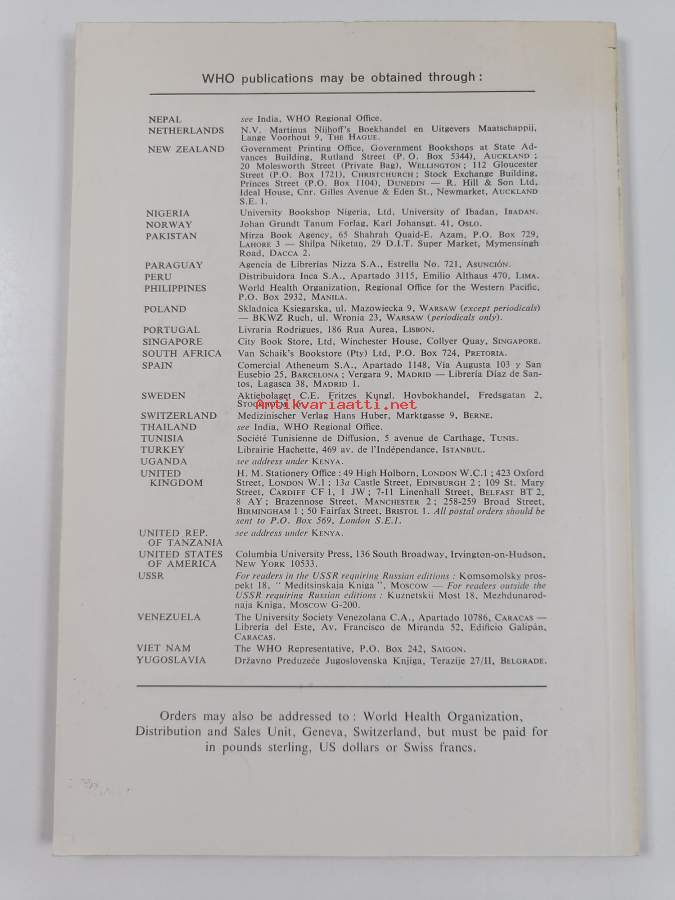 WHO publications may be obtained through :
NEPAL see India, WHO Regional Office.
NETHERLANDS N.V. Martinus Nijhoff's Boekhandel en Uitgevers Maatschappij,
Lange Voorhout 9, THE HAGUE.
NEW ZEALAND Government Printing Office, Government Bookshops at State Ad-
vances Building, Rutland Street (P. O. Box 5344), AUCKLAND ;
20 Molesworth Street (Private Bag), WELLINGTON ; 112 Gloucester
Street (P.O. Box 1721), CHRISTCHURCH ; Stock Exchange Building,
Princes Street (P.O. Box 1104), DUNEDIN — R. Hill & Son Ltd,
Ideal House, Cnr. Gilles Avenue & Eden St., Newmarket, AUCKLAND
S.E. 1.
NIGERIA University Bookshop Nigeria, Ltd, University of Ibadan, IBADAN.
NORWAY Johan Grundt Tanum Forlag, Karl Johansgt. 41, OSLO.
PAKISTAN Mirza Book Agency, 65 Shahrah Quaid-E. Azam, P.O. Box 729,
LAHORE 3 — Shilpa Niketan, 29 D.I.T. Super Market, Mymensingh
Road, DACCA 2.
PARAGUAY Agencia de Librerías Nizza S.A., Estrella No. 721, ASUNCIÓN.
PERU Distribuidora Inca S.A., Apartado 3115, Emilio Althaus 470, LIMA.
PHILIPPINES World Health Organization, Regional Office for the Western Pacific,
P.O. Box 2932, MANILA.
POLAND Skladnica Księgarska, ul. Mazowiecka 9, WARSAW (except periodicals)
— BKWZ Ruch, ul. Wronia 23, WARSAW (periodicals only).
PORTUGAL Livraria Rodrigues, 186 Rua Aurea, LISBON.
SINGAPORE City Book Store, Ltd, Winchester House, Collyer Quay, SINGAPORE.
SOUTH AFRICA Van Schaik's Bookstore (Pty) Ltd, P.O. Box 724, PRETORIA.
SPAIN Comercial Atheneum S.A., Apartado 1148, Via Augusta 103 y San
Eusebio 25, BARCELONA ; Vergara 9, MADRID — Librería Díaz de San-
tos, Lagasca 38, MADRID 1.
SWEDEN Aktiebolaget C.E. Fritzes Kungl. Hovbokhandel, Fredsgatan 2,
Antikvariaatti.net
SWITZERLAND Medizinischer Verlag Hans Huber, Marktgasse 9, BERNE.
THAILAND see India, WHO Regional Office.
TUNISIA Société Tunisienne de Diffusion, 5 avenue de Carthage, TUNIS.
TURKEY Librairie Hachette, 469 av. de l'Indépendance, ISTANBUL.
UGANDA see address under KENYA.
UNITED KINGDOM H. M. Stationery Office : 49 High Holborn, LONDON W.C.1 ; 423 Oxford
Street, LONDON W.1 ; 13a Castle Street, EDINBURGH 2 ; 109 St. Mary
Street, CARDIFF CF 1, 1 JW ; 7-11 Linenhall Street, BELFAST BT 2,
8 AY ; Brazennose Street, MANCHESTER 2 ; 258-259 Broad Street,
BIRMINGHAM 1 ; 50 Fairfax Street, BRISTOL 1. All postal orders should be
sent to P.O. Box 569, London S.E.1.
UNITED REP. OF TANZANIA see address under KENYA.
UNITED STATES Columbia University Press, 136 South Broadway, Irvington-on-Hudson,
OF AMERICA NEW YORK 10533.
USSR For readers in the USSR requiring Russian editions : Komsomolsky pros-
pekt 18, " Meditsinskaja Kniga ", MOSCOW — For readers outside the
USSR requiring Russian editions : Kuznetskii Most 18, Mezhdunarod-
naja Kniga, MOSCOW G-200.
VENEZUELA The University Society Venezolana C.A., Apartado 10786, CARACAS —
Librería del Este, Av. Francisco de Miranda 52, Edificio Galipán,
CARACAS.
VIET NAM The WHO Representative, P.O. Box 242, SAIGON.
YUGOSLAVIA Državno Preduzeće Jugoslovenska Knjiga, Terazije 27/II, BELGRADE.
Orders may also be addressed to : World Health Organization,
Distribution and Sales Unit, Geneva, Switzerland, but must be paid for
in pounds sterling, US dollars or Swiss francs.